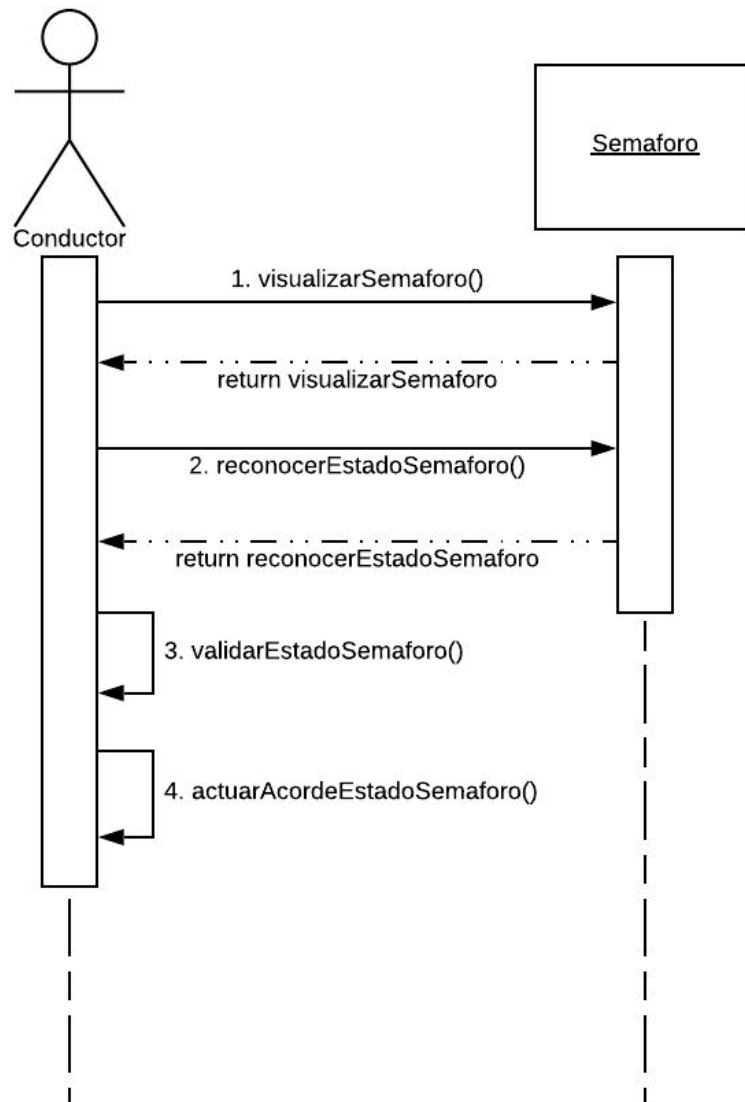 Semaforo
Conductor
1. visualizarSemaforo()
return visualizarSemaforo
2. reconocerEstadoSemaforo()
return reconocerEstadoSemaforo
3. validarEstadoSemaforo()
4. actuarAcordeEstadoSemaforo()